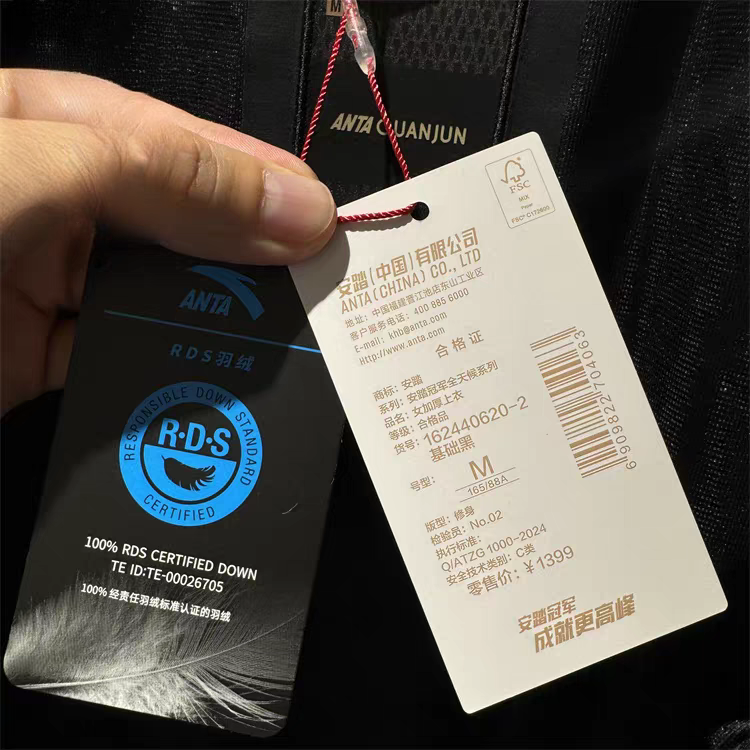 M
ANTA GUANJUN
FSC
MIX
Paper
FSC® C172600
安踏(中国)有限公司
ANTA(CHINA) CO., LTD
地址: 中国福建晋江池店东山工业区
客户服务电话: 400 885 6000
E-mail: khb@anta.com
Http://www.anta.com
合格证
商标: 安踏
系列: 安踏冠军全天候系列
品名: 女加厚上衣
等级: 合格品
货号: 162440620-2
基础黑
号型: M
165/88A
版型: 修身
检验员: No.02
执行标准:
Q/ATZG 1000-2024
安全技术类别: C类
零售价: ¥1399
安踏冠军
成就更高峰
6909822704063
ANTA
RDS羽绒
RESPONSIBLE DOWN STANDARD
R·D·S
CERTIFIED
100% RDS CERTIFIED DOWN
TE ID:TE-00026705
100% 经责任羽绒标准认证的羽绒